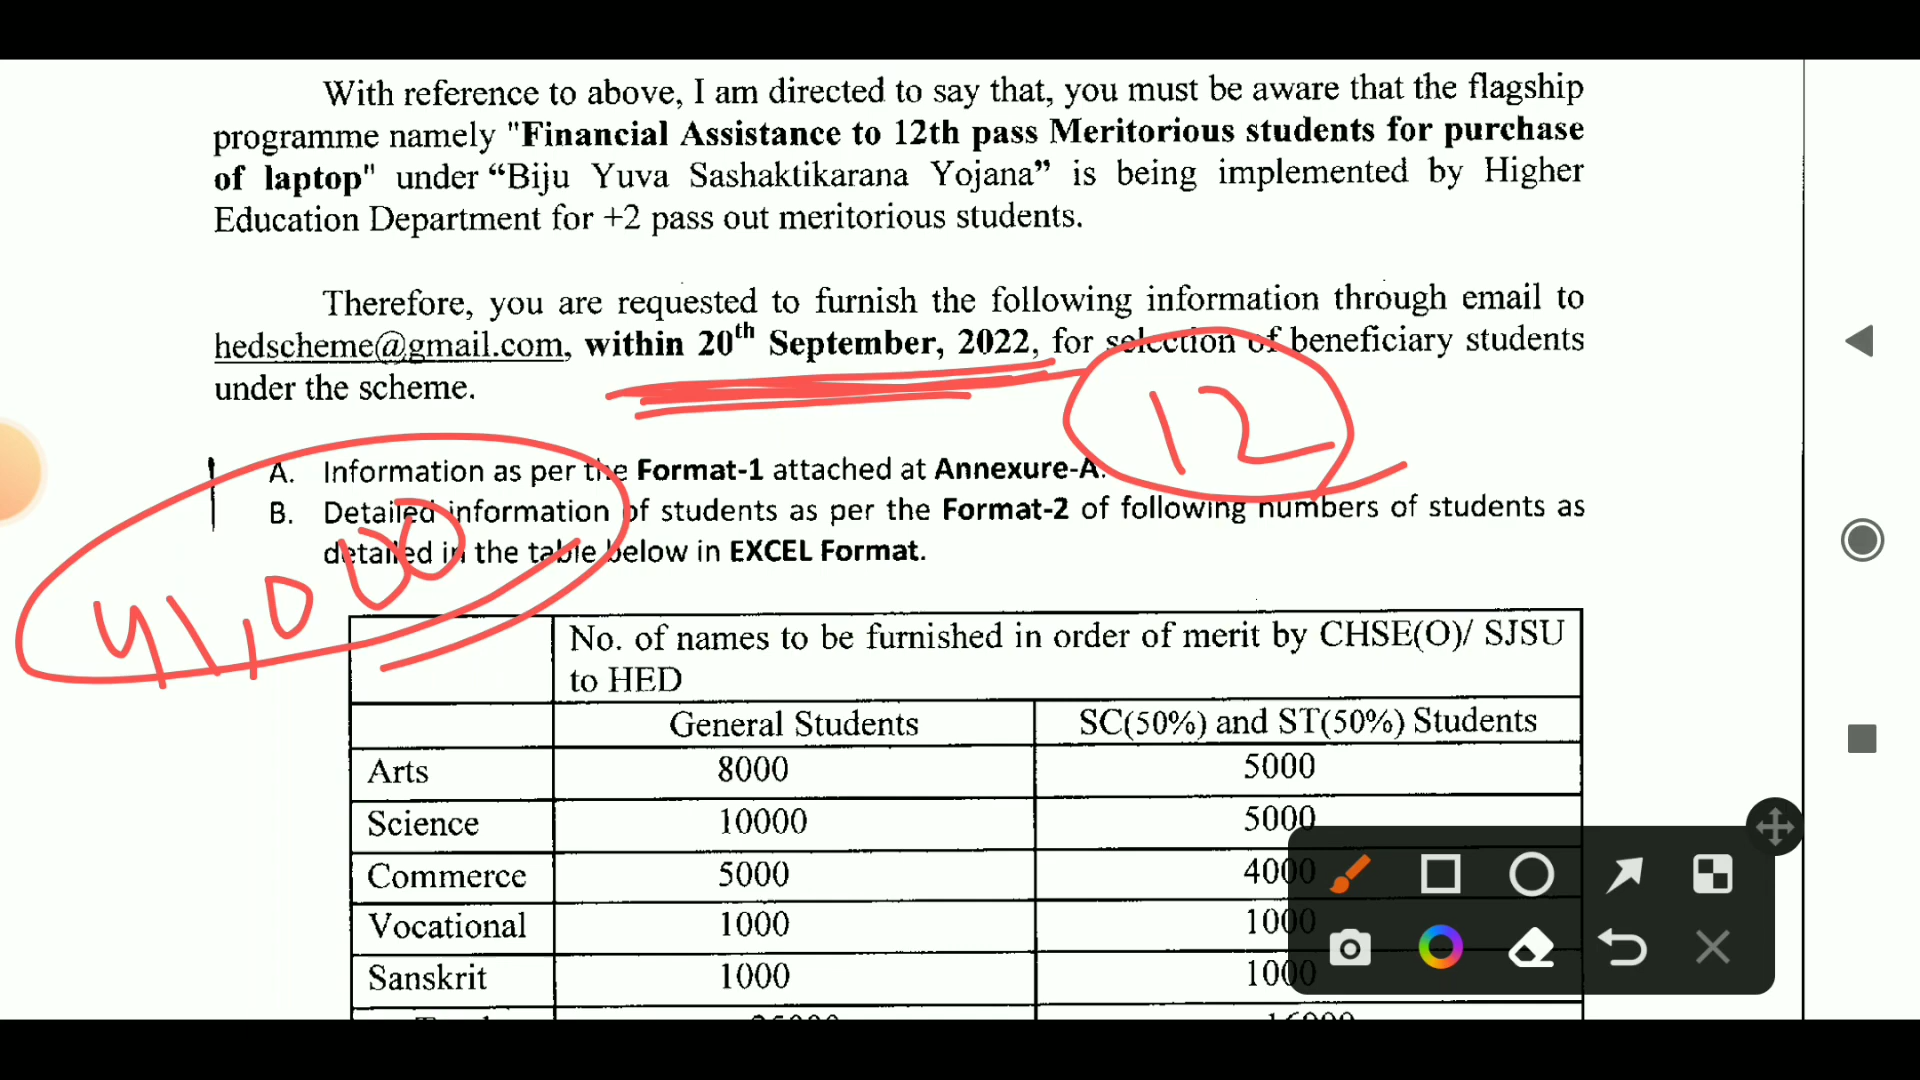 With reference to above, I am directed to say that, you must be aware that the flagship
programme namely "Financial Assistance to 12th pass Meritorious students for purchase
of laptop" under “Biju Yuva Sashaktikarana Yojana” is being implemented by Higher
Education Department for +2 pass out meritorious students.
Therefore, you are requested to furnish the following information through email to
hedscheme@gmail.com, within 20th September, 2022, for selection of beneficiary students
under the scheme.
12
A. Information as per the Format-1 attached at Annexure-A.
B. Detailed information of students as per the Format-2 of following numbers of students as
detailed in the table below in EXCEL Format.
41,000
No. of names to be furnished in order of merit by CHSE(O)/ SJSU
to HED
General Students SC(50%) and ST(50%) Students
Arts 8000 5000
Science 10000 5000
Commerce 5000 4000
Vocational 1000 1000
Sanskrit 1000 1000